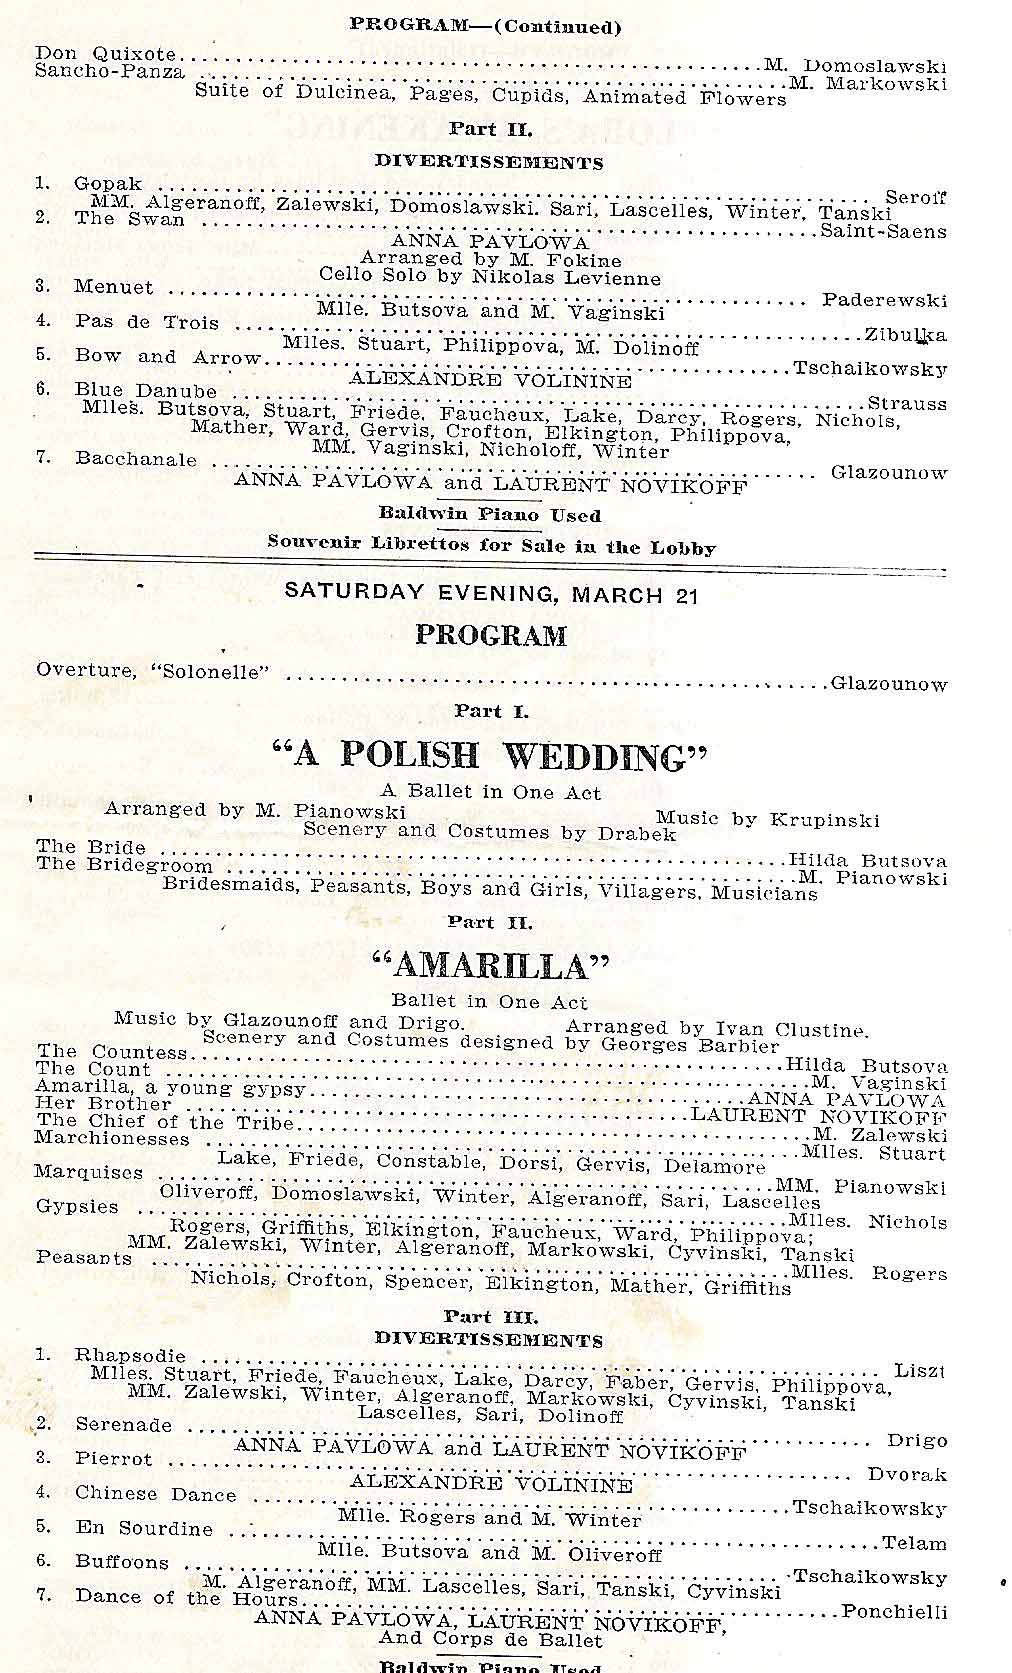 PROGRAM—(Continued)
Don Quixote.......................................................M. Domoslawski
Sancho-Panza .......................................................M. Markowski
Suite of Dulcinea, Pages, Cupids, Animated Flowers
Part II.
DIVERTISSEMENTS
1. Gopak .......................................................Seroff
MM. Algeranoff, Zalewski, Domoslawski. Sari, Lascelles, Winter, Tanski
2. The Swan .......................................................Saint-Saens
ANNA PAVLOWA
Arranged by M. Fokine
Cello Solo by Nikolas Levienne
3. Menuet ....................................................... Paderewski
Mlle. Butsova and M. Vaginski
4. Pas de Trois .......................................................Zibulka
Mlles. Stuart, Philippova, M. Dolinoff
5. Bow and Arrow.......................................................Tschaikowsky
ALEXANDRE VOLININE
6. Blue Danube .......................................................Strauss
Mlles. Butsova, Stuart, Friede, Faucheux, Lake, Darcy, Rogers, Nichols,
Mather, Ward, Gervis, Crofton, Elkington, Philippova,
MM. Vaginski, Nicholoff, Winter
7. Bacchanale ....................................................... Glazounow
ANNA PAVLOWA and LAURENT NOVIKOFF
Baldwin Piano Used
Souvenir Librettos for Sale in the Lobby
SATURDAY EVENING, MARCH 21
PROGRAM
Overture, “Solonelle” .......................................................Glazounow
Part I.
“A POLISH WEDDING”
A Ballet in One Act
Arranged by M. Pianowski Music by Krupinski
Scenery and Costumes by Drabek
The Bride .......................................................Hilda Butsova
The Bridegroom .......................................................M. Pianowski
Bridesmaids, Peasants, Boys and Girls, Villagers, Musicians
Part II.
“AMARILLA”
Ballet in One Act
Music by Glazounoff and Drigo. Arranged by Ivan Clustine.
Scenery and Costumes designed by Georges Barbier
The Countess.......................................................Hilda Butsova
The Count .......................................................M. Vaginski
Amarilla, a young gypsy.......................................................ANNA PAVLOWA
Her Brother .......................................................LAURENT NOVIKOFF
The Chief of the Tribe.......................................................M. Zalewski
Marchionesses .......................................................Mlles. Stuart
Lake, Friede, Constable, Dorsi, Gervis, Delamore
Marquises .......................................................MM. Pianowski
Oliveroff, Domoslawski, Winter, Algeranoff, Sari, Lascelles
Gypsies .......................................................Mlles. Nichols
Rogers, Griffiths, Elkington, Faucheux, Ward, Philippova;
MM. Zalewski, Winter, Algeranoff, Markowski, Cyvinski, Tanski
Peasants .......................................................Mlles. Rogers
Nichols, Crofton, Spencer, Elkington, Mather, Griffiths
Part III.
DIVERTISSEMENTS
1. Rhapsodie ....................................................... Liszt
Mlles. Stuart, Friede, Faucheux, Lake, Darcy, Faber, Gervis, Philippova,
MM. Zalewski, Winter, Algeranoff, Markowski, Cyvinski, Tanski
Lascelles, Sari, Dolinoff
2. Serenade ....................................................... Drigo
ANNA PAVLOWA and LAURENT NOVIKOFF
3. Pierrot ....................................................... Dvorak
ALEXANDRE VOLININE
4. Chinese Dance .......................................................Tschaikowsky
Mlle. Rogers and M. Winter
5. En Sourdine .......................................................Telam
Mlle. Butsova and M. Oliveroff
6. Buffoons .......................................................Tschaikowsky
M. Algeranoff, MM. Lascelles, Sari, Tanski, Cyvinski
7. Dance of the Hours.......................................................Ponchielli
ANNA PAVLOWA, LAURENT NOVIKOFF,
And Corps de Ballet
Baldwin Piano Used